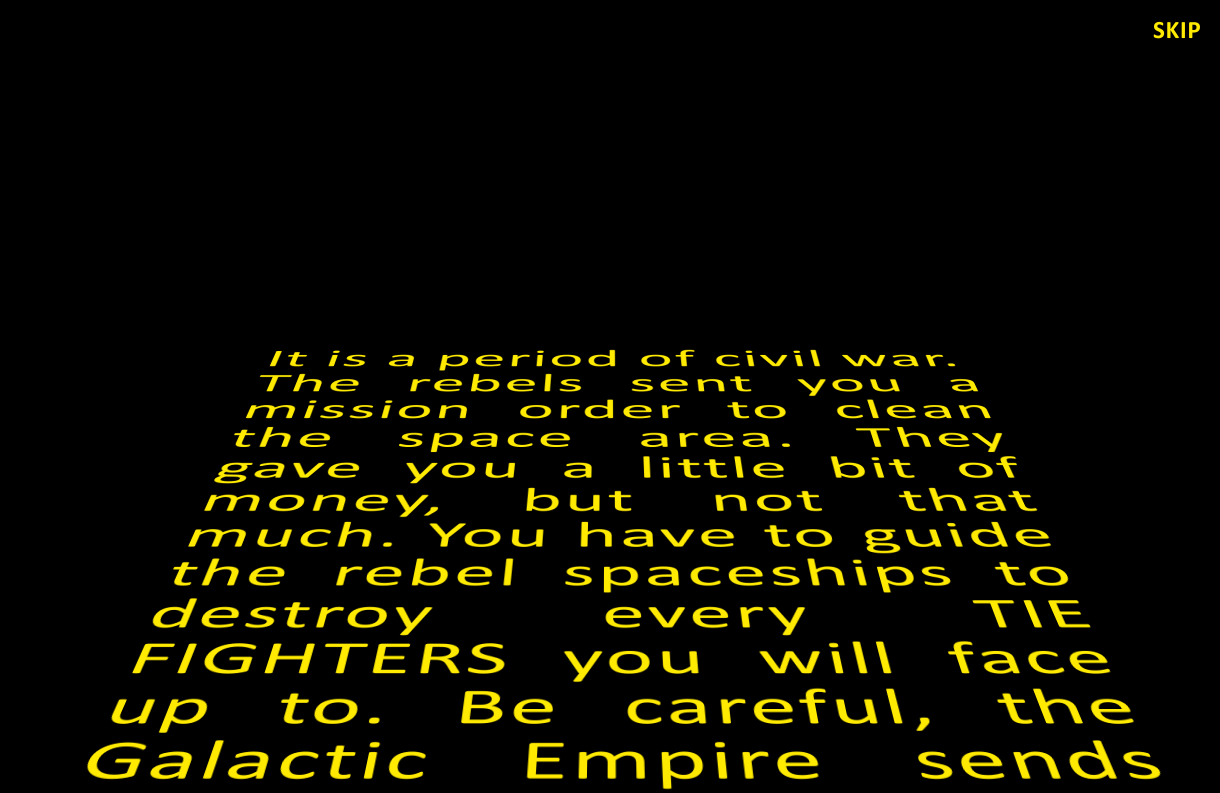 SKIP
It is a period of civil war.
The rebels sent you a
mission order to clean
the space area. They
gave you a little bit of
money, but not that
much. You have to guide
the rebel spaceships to
destroy every TIE
FIGHTERS you will face
up to. Be careful, the
Galactic Empire sends